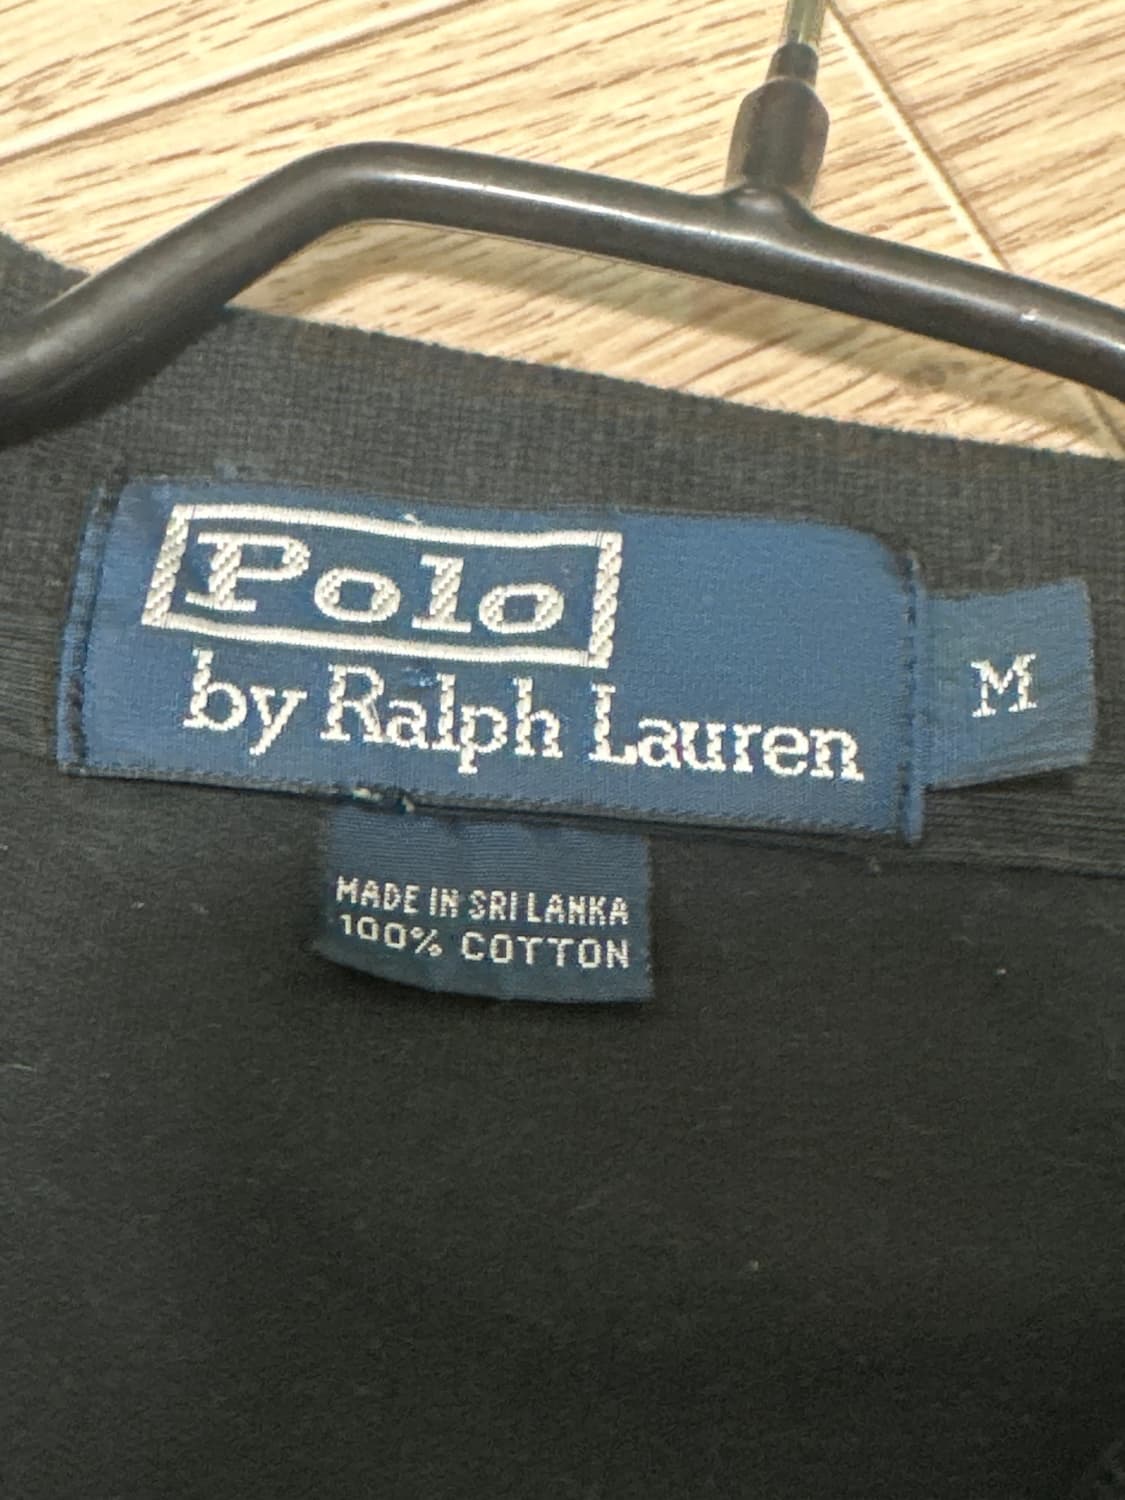 Polo
by Ralph Lauren
M
MADE IN SRI LANKA
100% COTTON